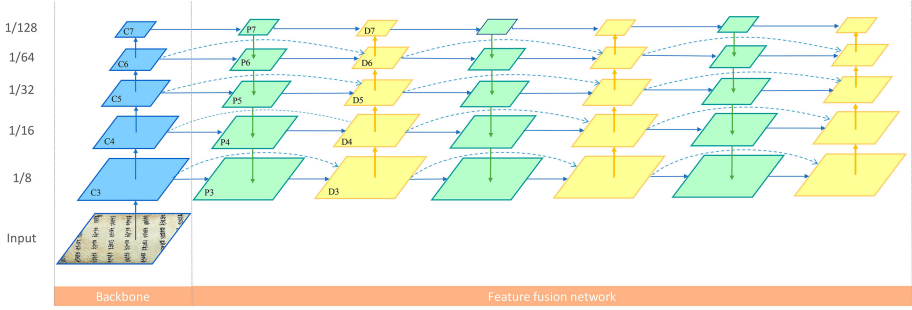 1/128 C7 P7 D7
1/64 C6 P6 D6
1/32 C5 P5 D5
1/16 C4 P4 D4
1/8 C3 P3 D3
Input
Backbone Feature fusion network